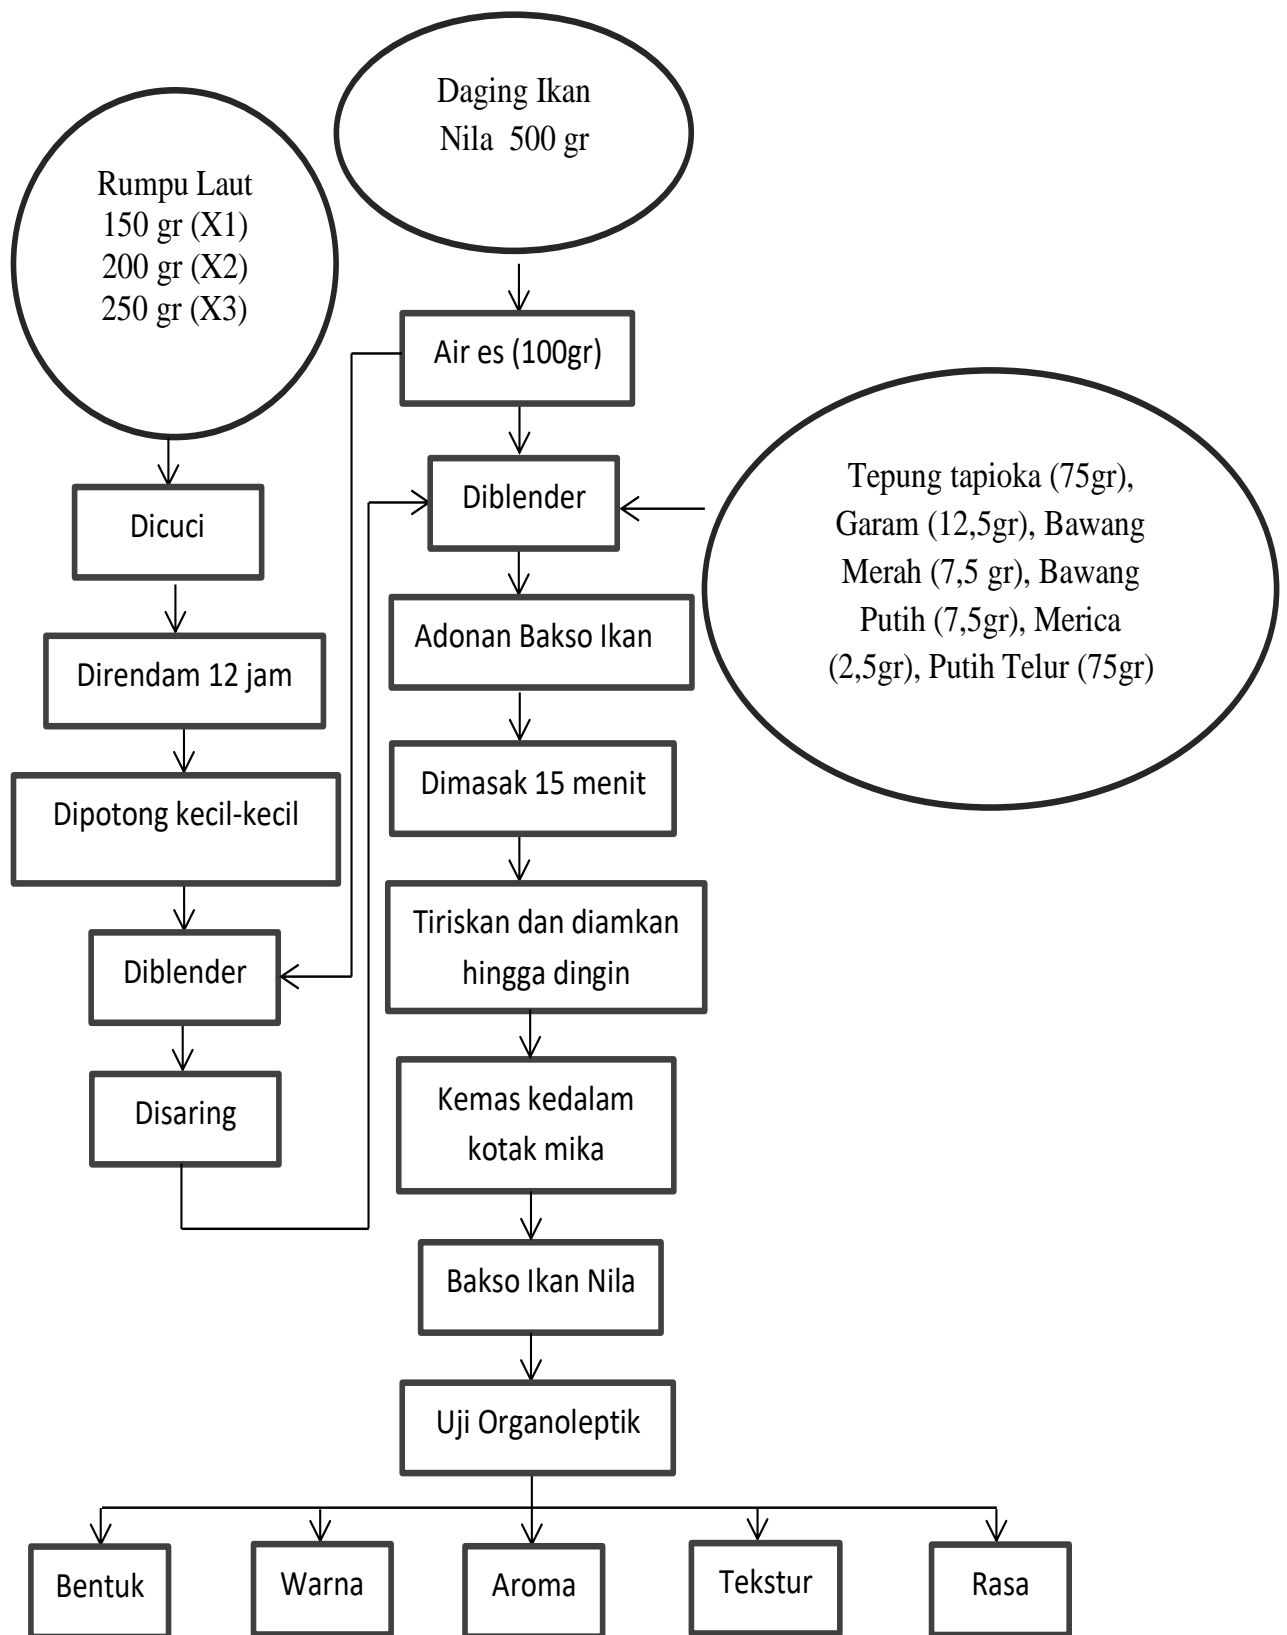 Daging Ikan
Nila 500 gr
Rumpu Laut
150 gr (X1)
200 gr (X2)
250 gr (X3)
Air es (100gr)
Dicuci
Diblender
Tepung tapioka (75gr),
Garam (12,5gr), Bawang
Merah (7,5 gr), Bawang
Putih (7,5gr), Merica
(2,5gr), Putih Telur (75gr)
Direndam 12 jam
Adonan Bakso Ikan
Dipotong kecil-kecil
Dimasak 15 menit
Diblender
Tiriskan dan diamkan
hingga dingin
Disaring
Kemas kedalam
kotak mika
Bakso Ikan Nila
Uji Organoleptik
Bentuk
Warna
Aroma
Tekstur
Rasa